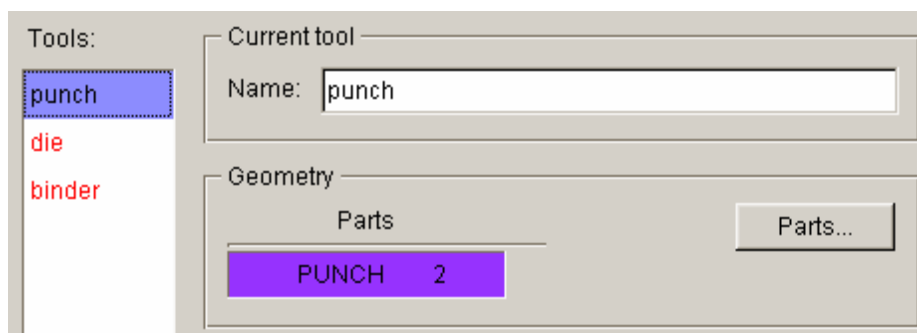 Tools:
punch
die
binder
Current tool
Name: punch
Geometry
Parts
Parts...
PUNCH 2